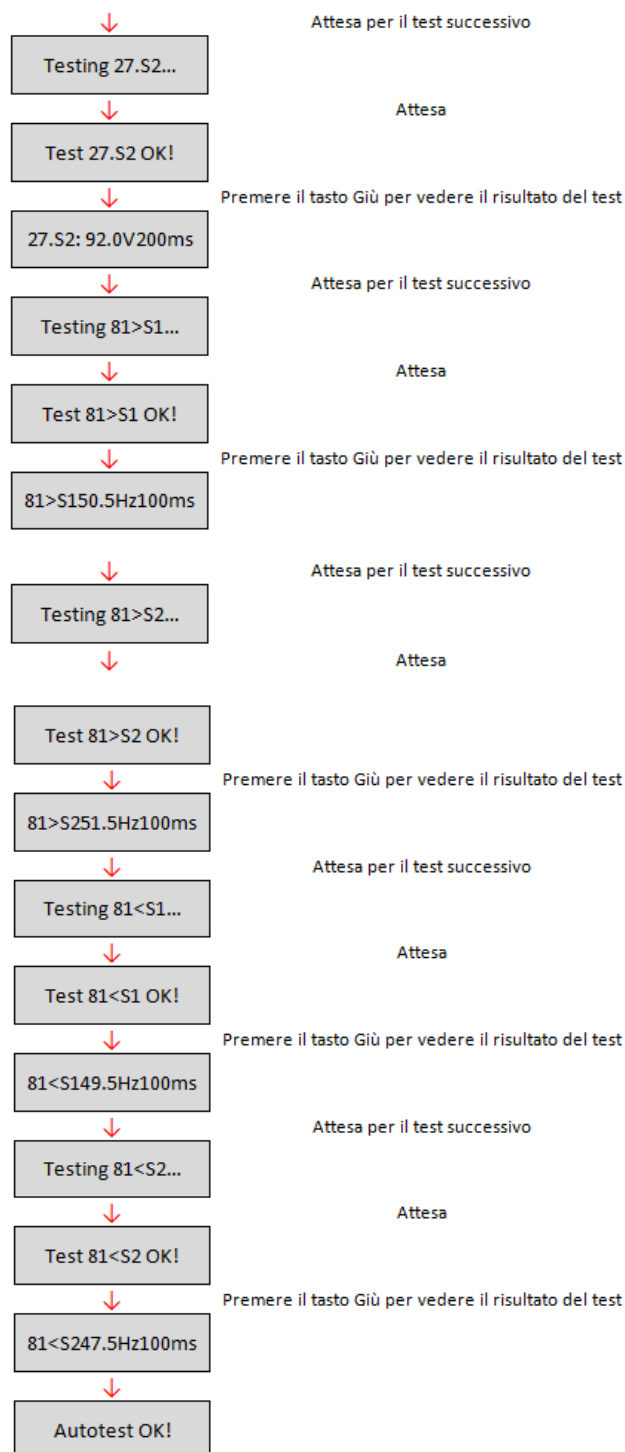 Attesa per il test successivo
Testing 27.S2...
Attesa
Test 27.S2 OK!
Premere il tasto Giù per vedere il risultato del test
27.S2: 92.0V200ms
Attesa per il test successivo
Testing 81>S1...
Attesa
Test 81>S1 OK!
Premere il tasto Giù per vedere il risultato del test
81>S150.5Hz100ms
Attesa per il test successivo
Testing 81>S2...
Attesa
Test 81>S2 OK!
Premere il tasto Giù per vedere il risultato del test
81>S251.5Hz100ms
Attesa per il test successivo
Testing 81<S1...
Attesa
Test 81<S1 OK!
Premere il tasto Giù per vedere il risultato del test
81<S149.5Hz100ms
Attesa per il test successivo
Testing 81<S2...
Attesa
Test 81<S2 OK!
Premere il tasto Giù per vedere il risultato del test
81<S247.5Hz100ms
Autotest OK!